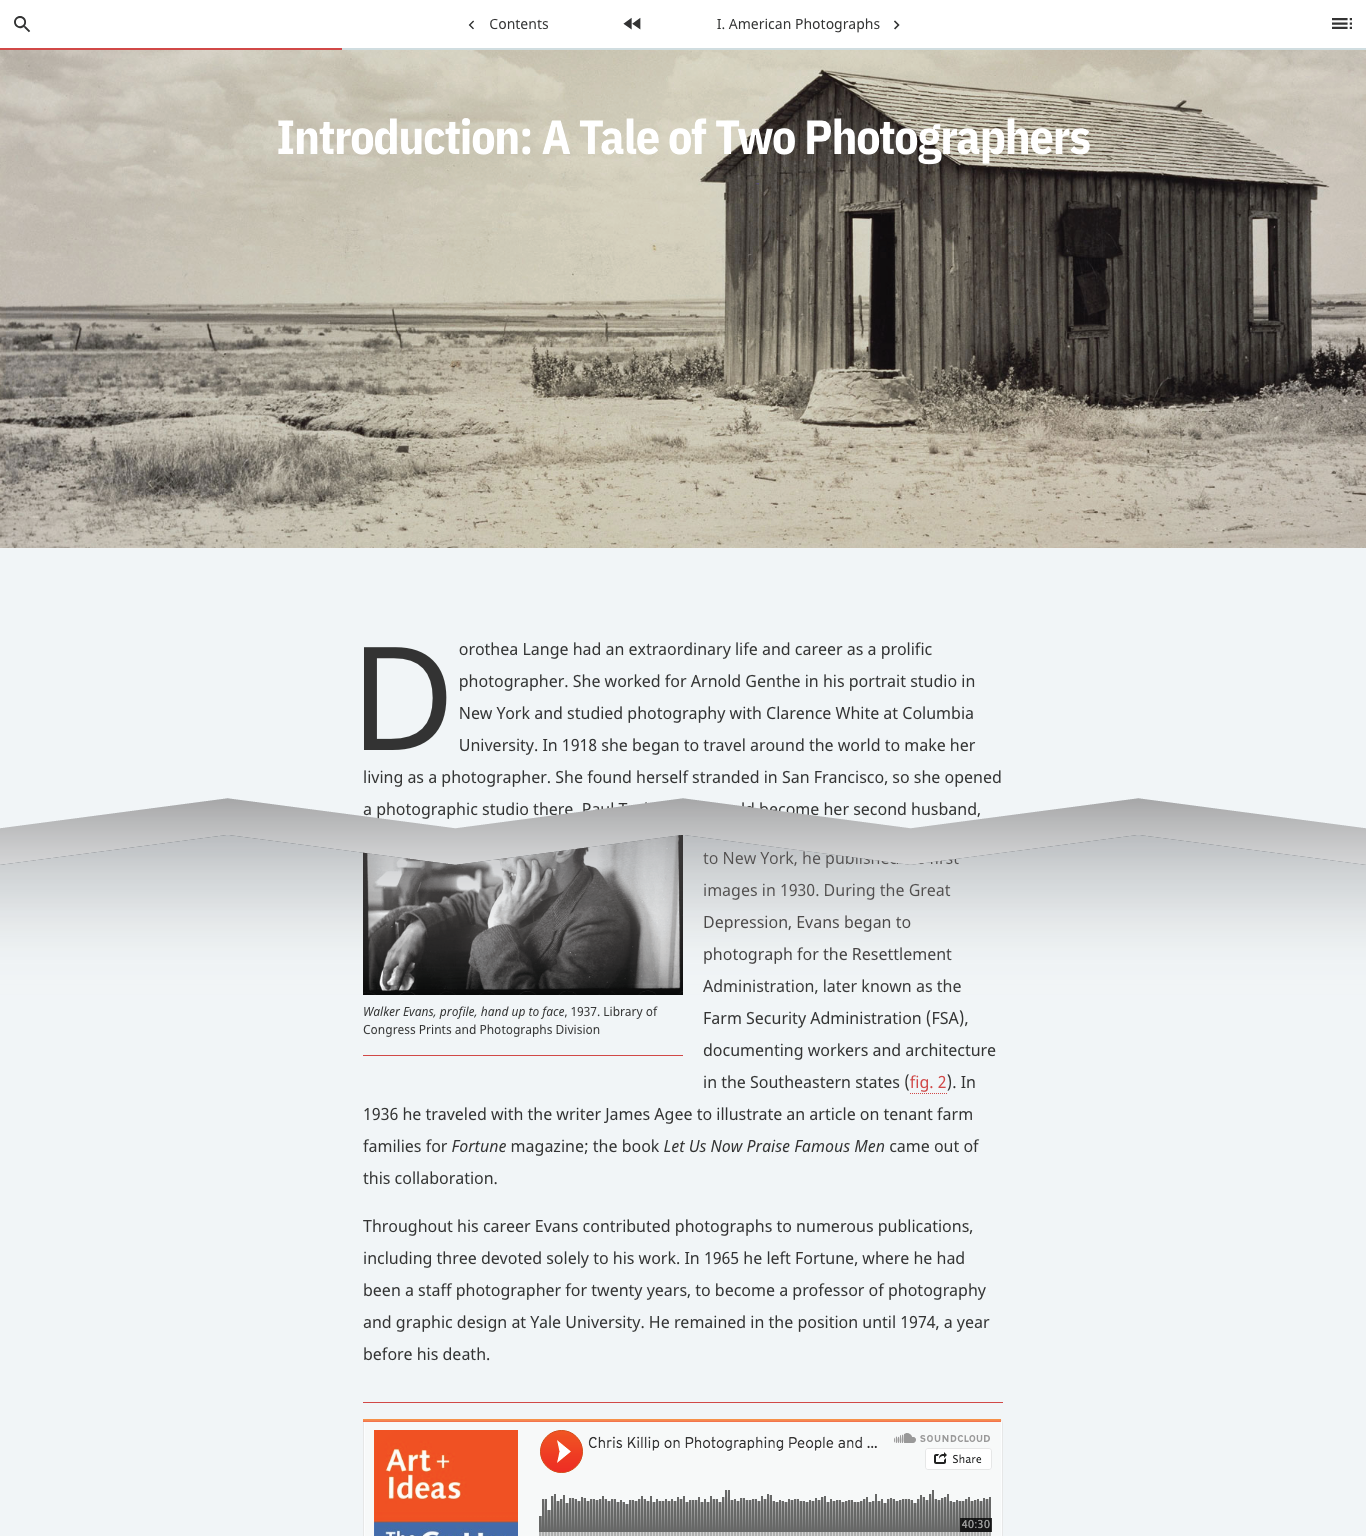 Contents
I. American Photographs
Introduction: A Tale of Two Photographers
Dorothea Lange had an extraordinary life and career as a prolific
photographer. She worked for Arnold Genthe in his portrait studio in
New York and studied photography with Clarence White at Columbia
University. In 1918 she began to travel around the world to make her
living as a photographer. She found herself stranded in San Francisco, so she opened
a photographic studio there. Paul become her second husband,
to New York, he published first
images in 1930. During the Great
Depression, Evans began to
photograph for the Resettlement
Administration, later known as the
Farm Security Administration (FSA),
documenting workers and architecture
in the Southeastern states (fig. 2). In
Walker Evans, profile, hand up to face, 1937. Library of
Congress Prints and Photographs Division
1936 he traveled with the writer James Agee to illustrate an article on tenant farm
families for Fortune magazine; the book Let Us Now Praise Famous Men came out of
this collaboration.
Throughout his career Evans contributed photographs to numerous publications,
including three devoted solely to his work. In 1965 he left Fortune, where he had
been a staff photographer for twenty years, to become a professor of photography
and graphic design at Yale University. He remained in the position until 1974, a year
before his death.
Art +
Ideas
Chris Killip on Photographing People and ...
SOUNDCLOUD
Share
40:30